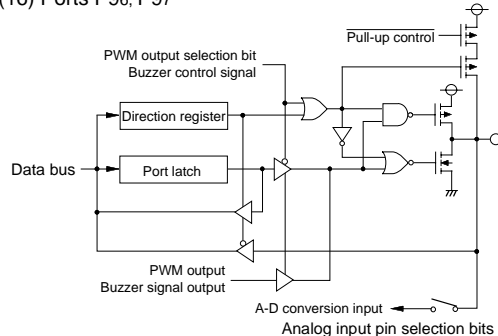 (16) Ports P96, P97
Pull-up control
PWM output selection bit
Buzzer control signal
Direction register
Data bus
Port latch
PWM output
Buzzer signal output
A-D conversion input
Analog input pin selection bits